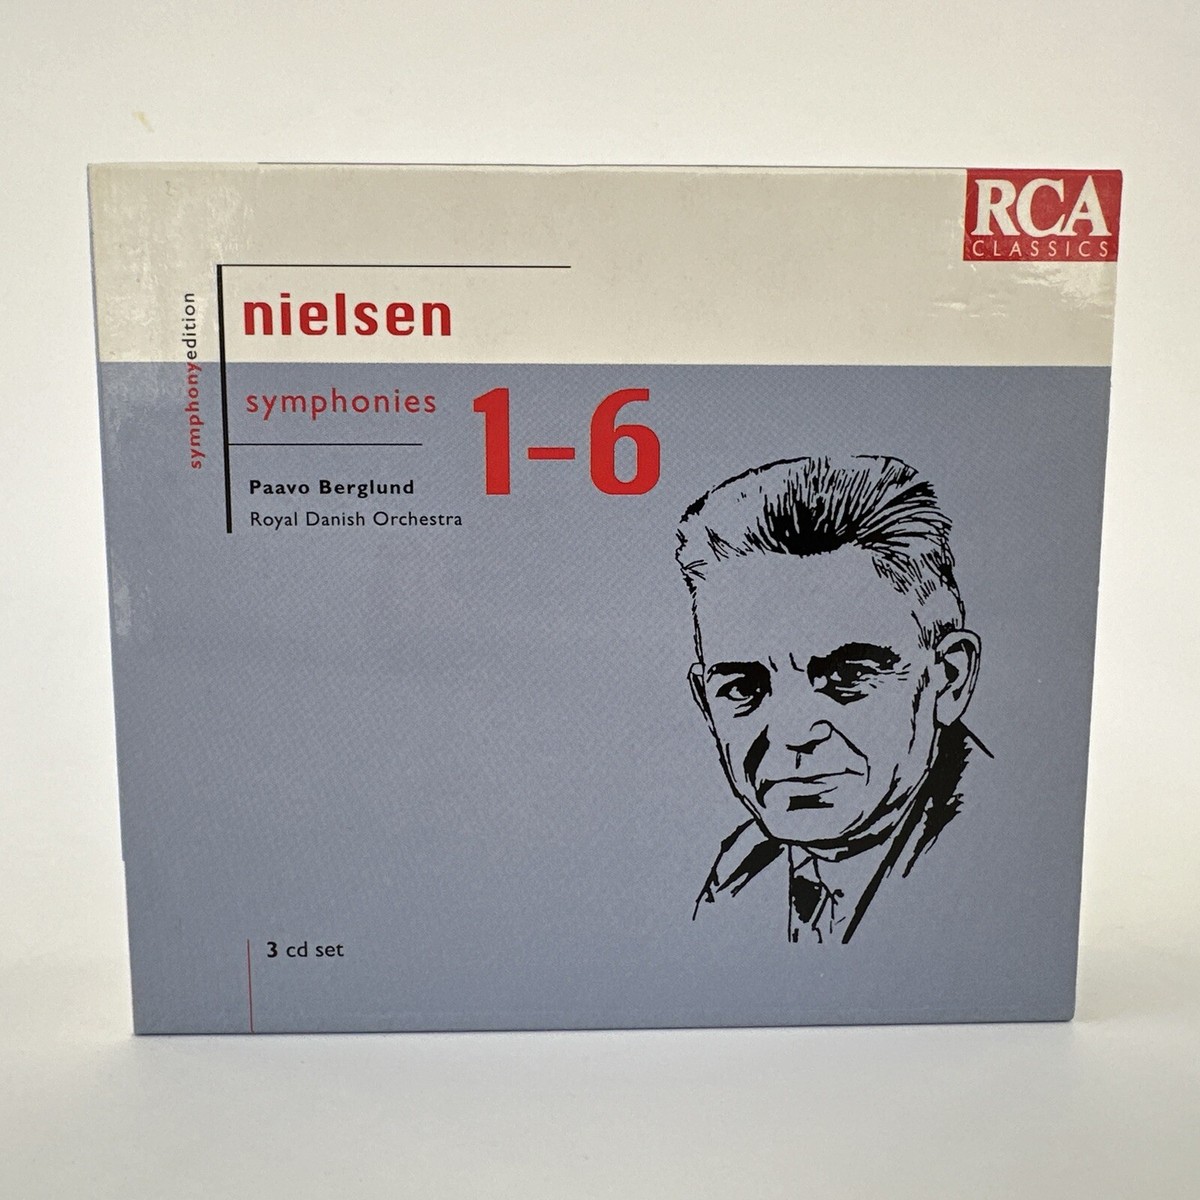 RCA
CLASSICS
symphonyedition
nielsen
symphonies 1–6
Paavo Berglund
Royal Danish Orchestra
3 cd set